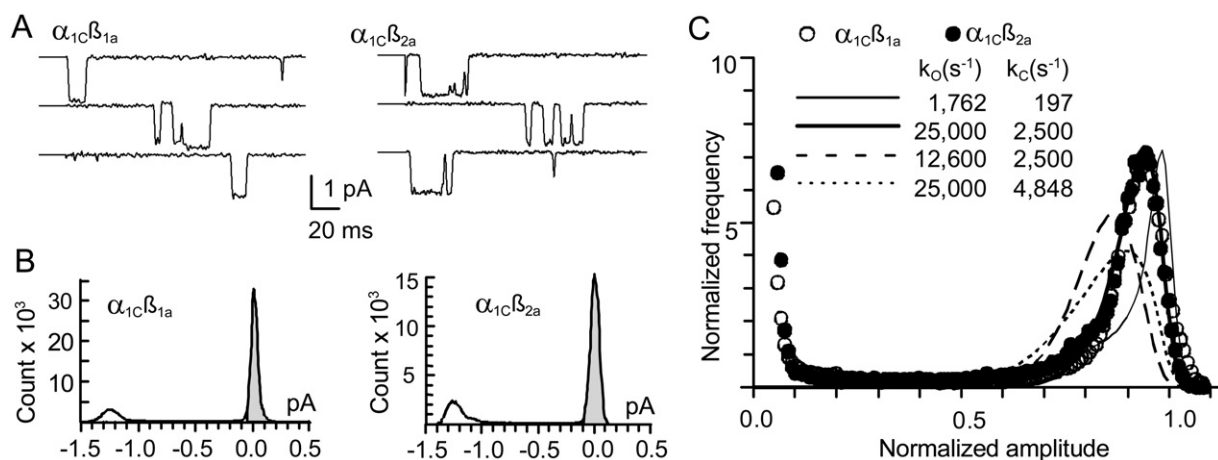 A
α1Cß1a
α1Cß2a
1 pA
20 ms
B
Count x 10³
30
20
10
α1Cß1a
pA
-1.5 -1.0 -0.5 0.0 0.5
Count x 10³
15
10
5
α1Cß2a
pA
-1.5 -1.0 -0.5 0.0 0.5
C
α1Cß1a α1Cß2a
kO(s⁻¹) kC(s⁻¹)
1,762 197
25,000 2,500
12,600 2,500
25,000 4,848
Normalized frequency
10
5
0.0 0.5 1.0
Normalized amplitude